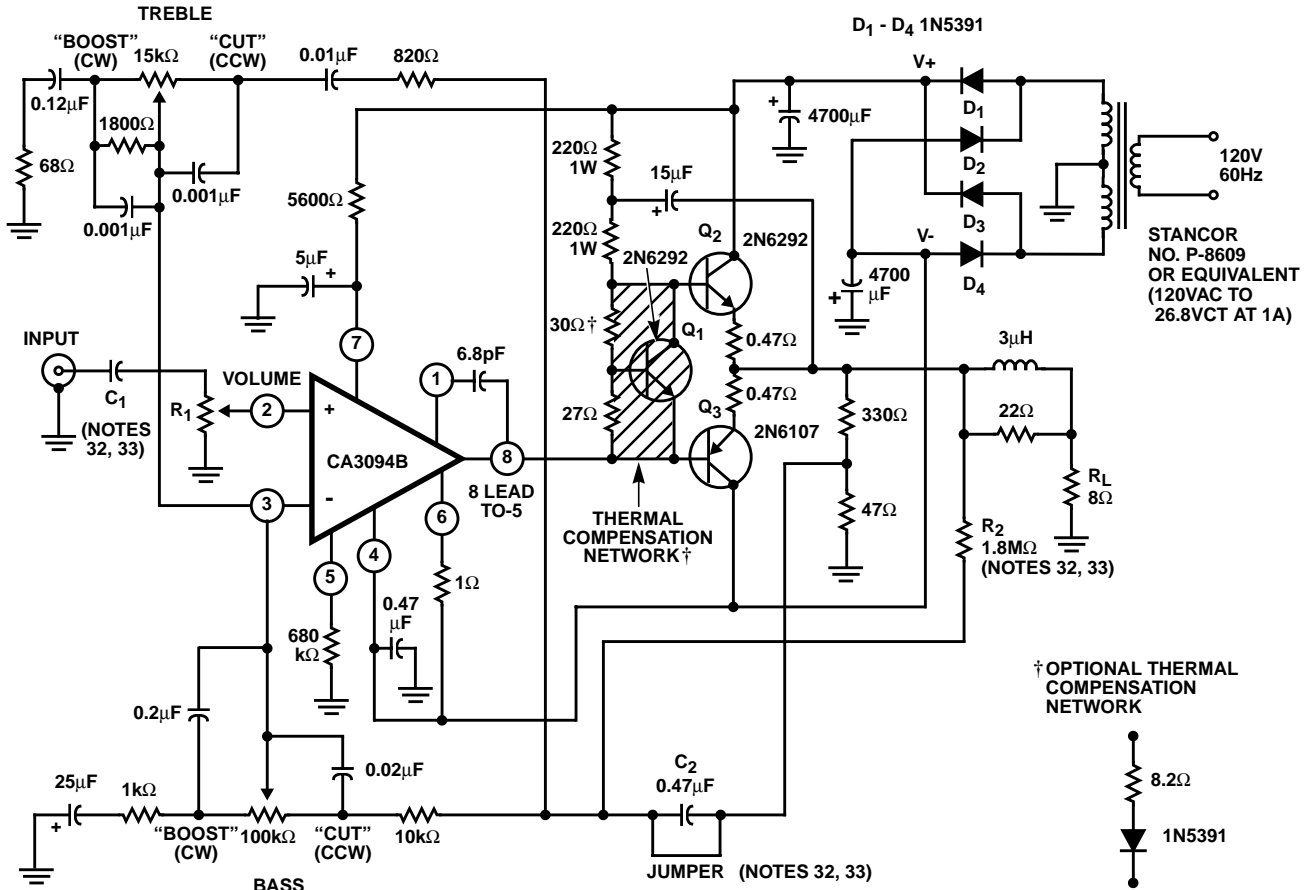 TREBLE
“BOOST”
(CW)
15kΩ
“CUT”
(CCW)
0.01μF
820Ω
0.12μF
1800Ω
68Ω
0.001μF
0.001μF
5600Ω
5μF
+
220Ω
1W
15μF
+
220Ω
1W
2N6292
Q2
2N6292
30Ω†
Q1
0.47Ω
27Ω
0.47Ω
Q3
2N6107
+
4700μF
V+
D1 - D4 1N5391
D1
D2
D3
V-
D4
4700
μF
+
120V
60Hz
STANCOR
NO. P-8609
OR EQUIVALENT
(120VAC TO
26.8VCT AT 1A)
INPUT
C1
(NOTES
32, 33)
VOLUME
R1
2
+
7
1
6.8pF
CA3094B
8
8 LEAD
TO-5
3
-
6
4
5
1Ω
680
kΩ
0.47
μF
THERMAL
COMPENSATION
NETWORK†
330Ω
47Ω
3μH
22Ω
RL
8Ω
R2
1.8MΩ
(NOTES 32, 33)
0.2μF
0.02μF
25μF
+
1kΩ
“BOOST”
(CW)
100kΩ
“CUT”
(CCW)
10kΩ
BASS
C2
0.47μF
JUMPER (NOTES 32, 33)
†OPTIONAL THERMAL
COMPENSATION
NETWORK
8.2Ω
1N5391